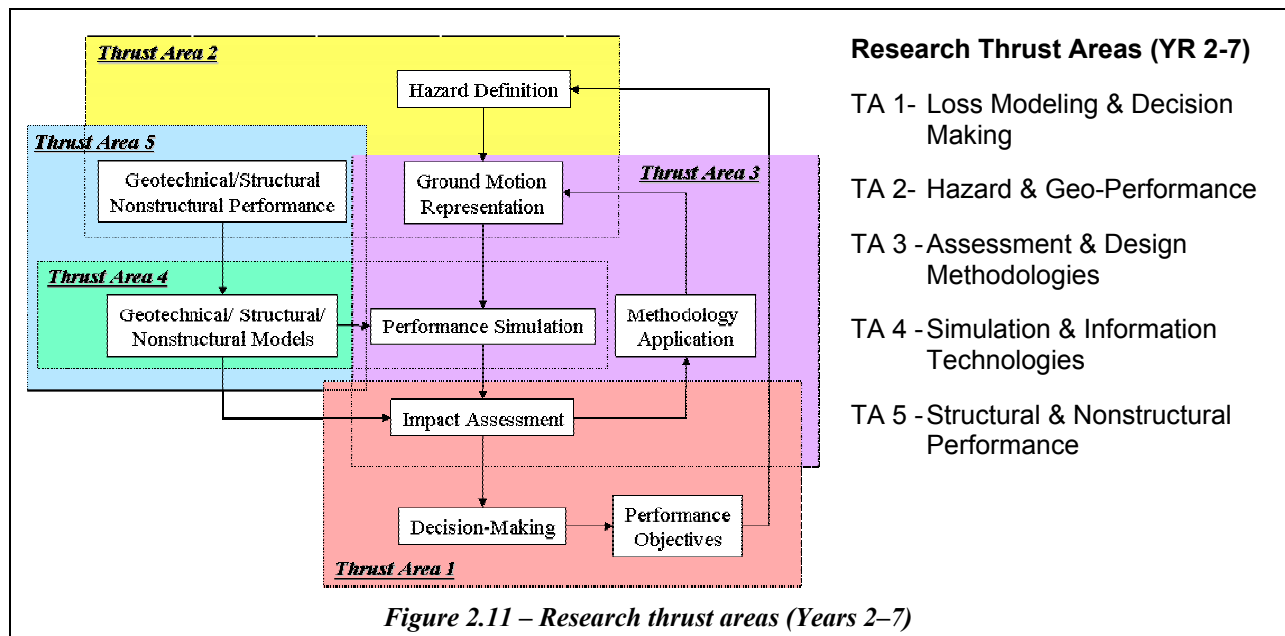 Thrust Area 2
Hazard Definition
Thrust Area 5
Geotechnical/Structural
Nonstructural Performance
Ground Motion
Representation
Thrust Area 3
Thrust Area 4
Geotechnical/ Structural/
Nonstructural Models
Performance Simulation
Methodology
Application
Impact Assessment
Decision-Making
Performance
Objectives
Thrust Area 1
Research Thrust Areas (YR 2-7)
TA 1- Loss Modeling & Decision
Making
TA 2- Hazard & Geo-Performance
TA 3 - Assessment & Design
Methodologies
TA 4 - Simulation & Information
Technologies
TA 5 - Structural & Nonstructural
Performance
Figure 2.11 – Research thrust areas (Years 2–7)